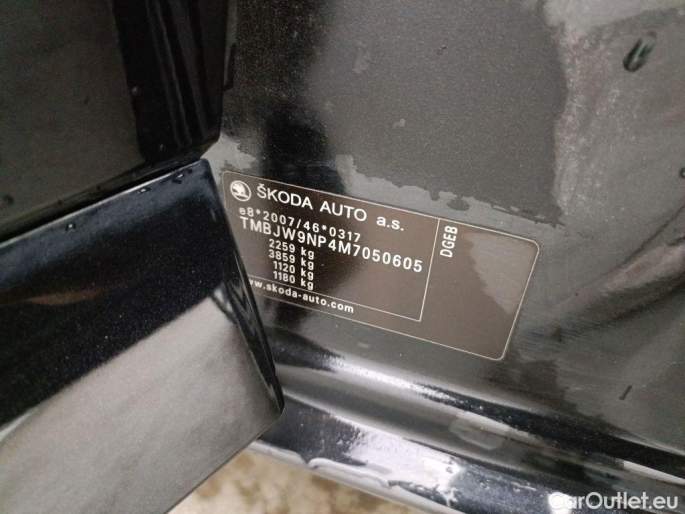 ŠKODA AUTO a.s.
e8*2007/46*0317
TMBJW9NP4M7050605
2259 kg
3859 kg
1120 kg
1180 kg
www.skoda-auto.com
DGEB
CarOutlet.eu